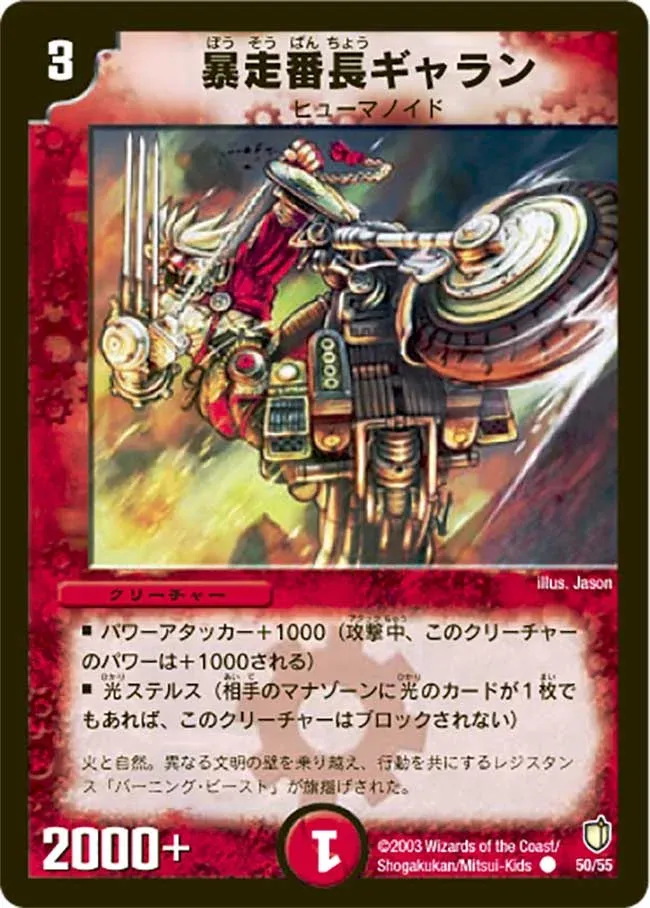 3
ぼうそうばんちょう
暴走番長ギャラン
ヒューマノイド
illus. Jason
クリーチャー
■ パワーアタッカー＋1000（攻撃中、このクリーチャー
のパワーは＋1000される）
■ 光ステルス（相手のマナゾーンに光のカードが1枚で
もあれば、このクリーチャーはブロックされない）
火と自然。異なる文明の壁を乗り越え、行動を共にするレジスタン
ス「バーニング・ビースト」が旗揚げされた。
2000+
1
©2003 Wizards of the Coast/
Shogakukan/Mitsui-Kids
50/55